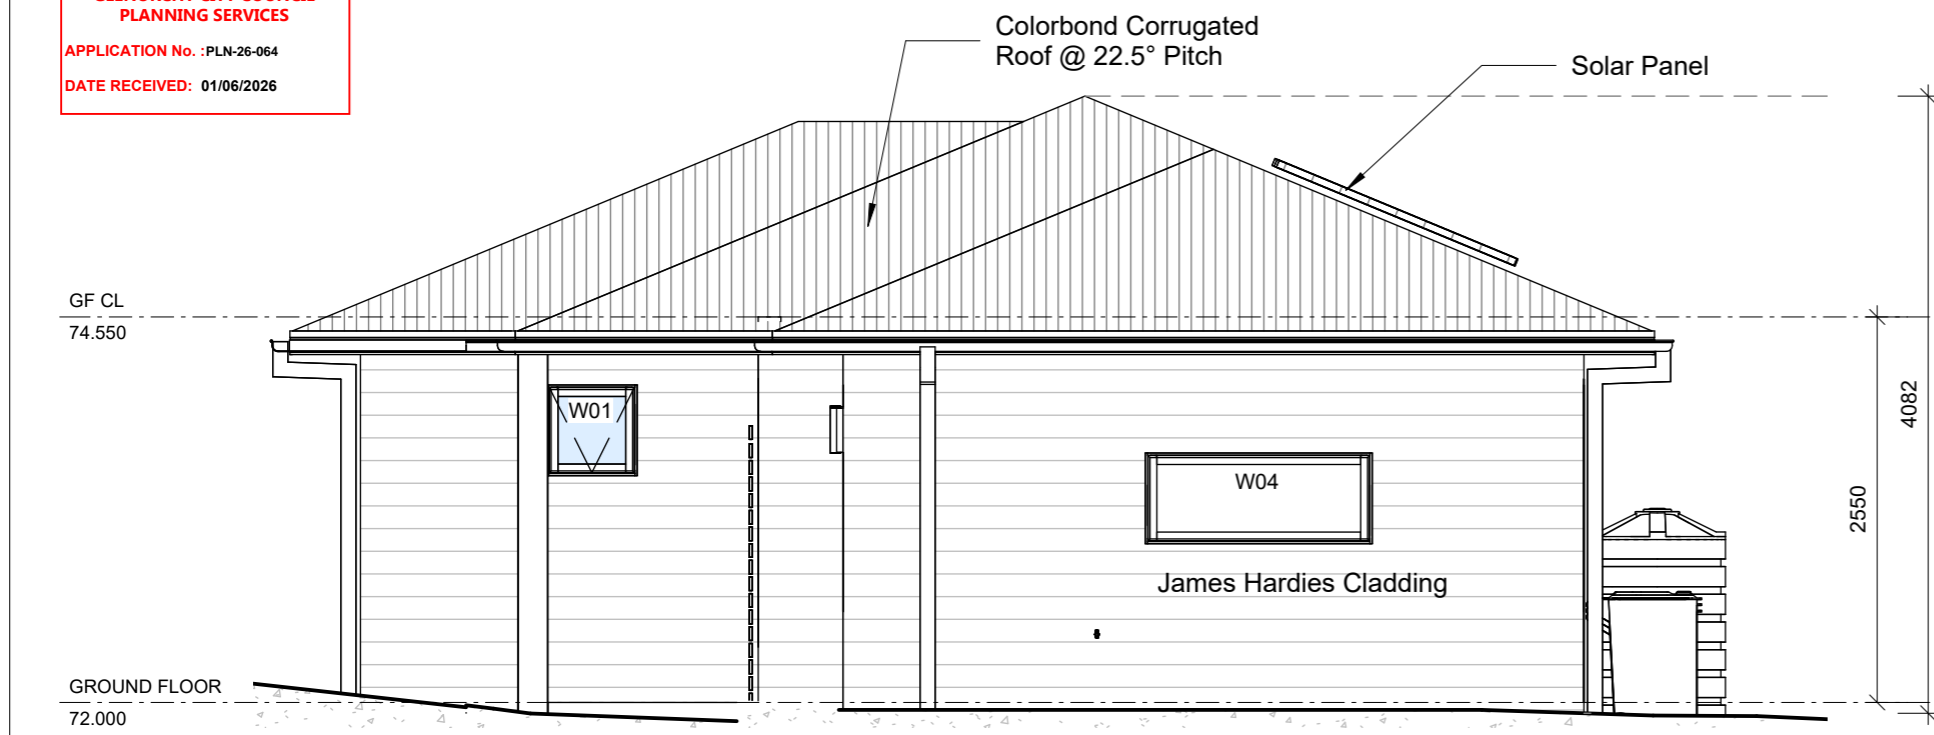 PLANNING SERVICES
APPLICATION No. : PLN-26-064
DATE RECEIVED: 01/06/2026
Colorbond Corrugated
Roof @ 22.5° Pitch
Solar Panel
GF CL
74.550
W01
W04
James Hardies Cladding
GROUND FLOOR
72.000
2550
4082